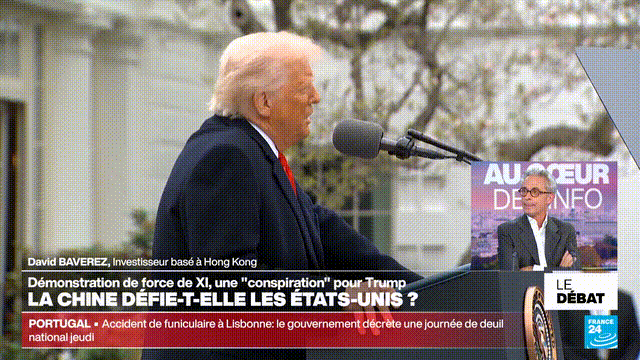 AU CŒUR
DE L'INFO
David BAVEREZ, Investisseur basé à Hong Kong
Démonstration de force de XI, une "conspiration" pour Trump
LA CHINE DÉFIE-T-ELLE LES ÉTATS-UNIS ?
LE
DÉBAT
PORTUGAL • Accident de funiculaire à Lisbonne: le gouvernement décrète une journée de deuil
national jeudi
FRANCE
24